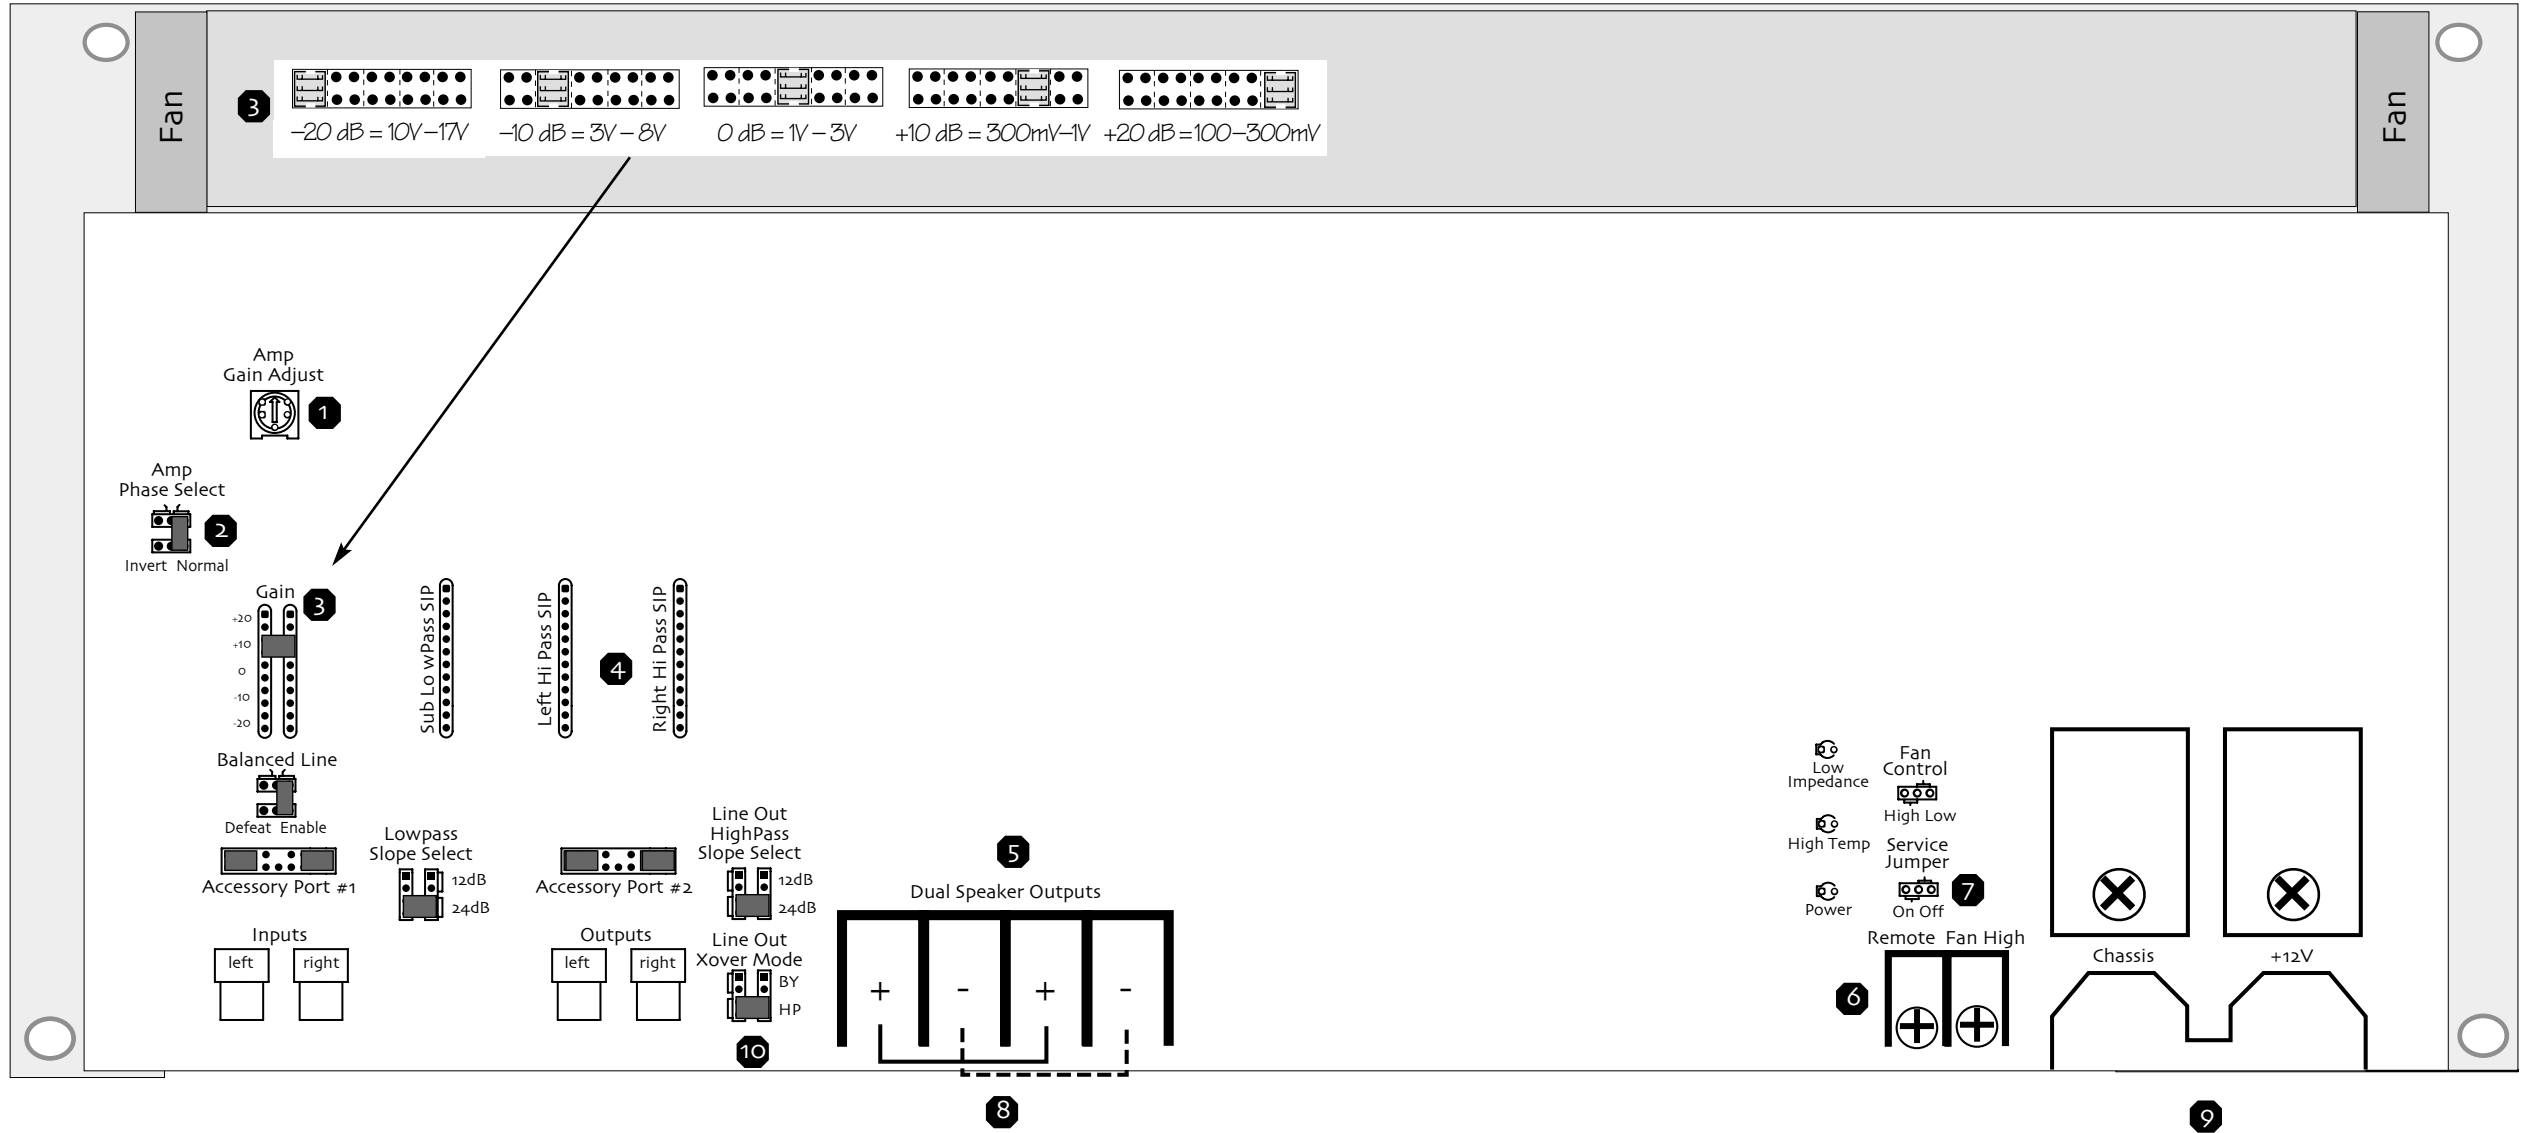 Fan
Fan
3
−20 dB = 10V−17V
−10 dB = 3V − 8V
0 dB = 1V − 3V
+10 dB = 300mV−1V
+20 dB =100−300mV
Amp
Gain Adjust
1
Amp
Phase Select
2
Invert Normal
Gain
3
+20
+10
0
-10
-20
Sub Lo wPass SIP
Left Hi Pass SIP
4
Right Hi Pass SIP
Balanced Line
Defeat Enable
Accessory Port #1
Lowpass
Slope Select
12dB
24dB
Accessory Port #2
Line Out
HighPass
Slope Select
12dB
24dB
Inputs
left
right
Outputs
left
right
Line Out
Xover Mode
BY
HP
10
5
Dual Speaker Outputs
+
-
+
-
8
Low
Impedance
High Temp
Power
Fan
Control
High Low
Service
Jumper
7
On Off
Remote Fan High
6
Chassis
+12V
9